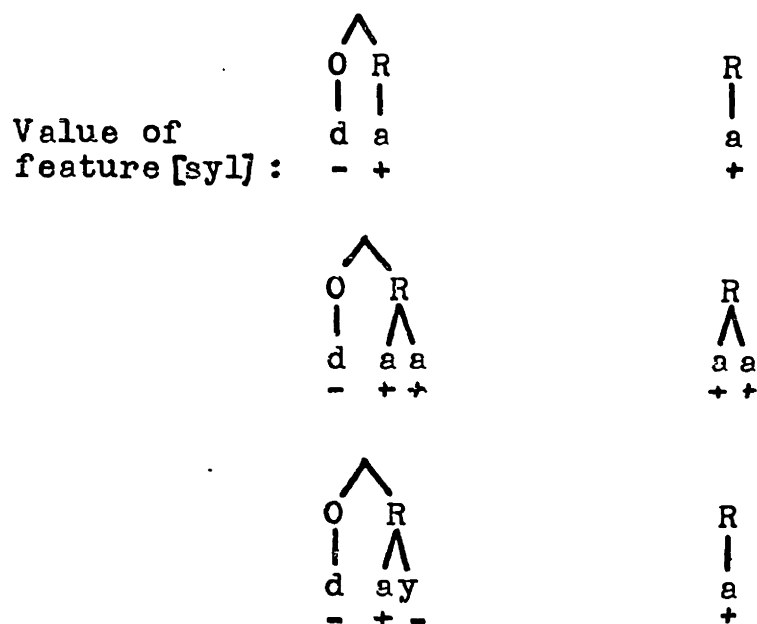 O R R
d a a
Value of
feature [syl] : - + +
O R R
d a a a a
- + + + +
O R R
d a y a
- + - +